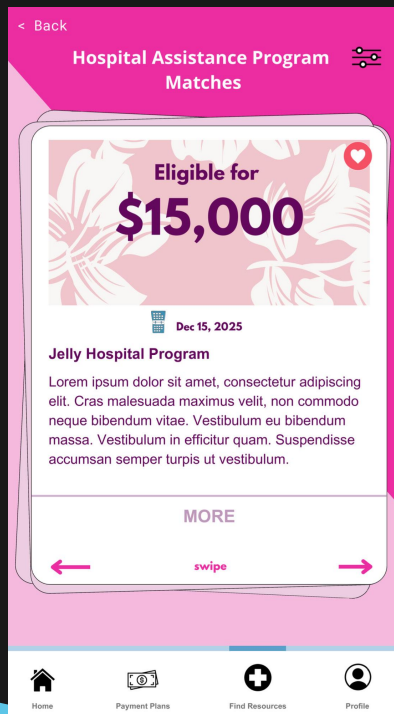 < Back
Hospital Assistance Program
Matches
Eligible for
$15,000
Dec 15, 2025
Jelly Hospital Program
Lorem ipsum dolor sit amet, consectetur adipiscing
elit. Cras malesuada maximus velit, non commodo
neque bibendum vitae. Vestibulum eu bibendum
massa. Vestibulum in efficitur quam. Suspendisse
accumsan semper turpis ut vestibulum.
MORE
swipe
Home
Payment Plans
Find Resources
Profile